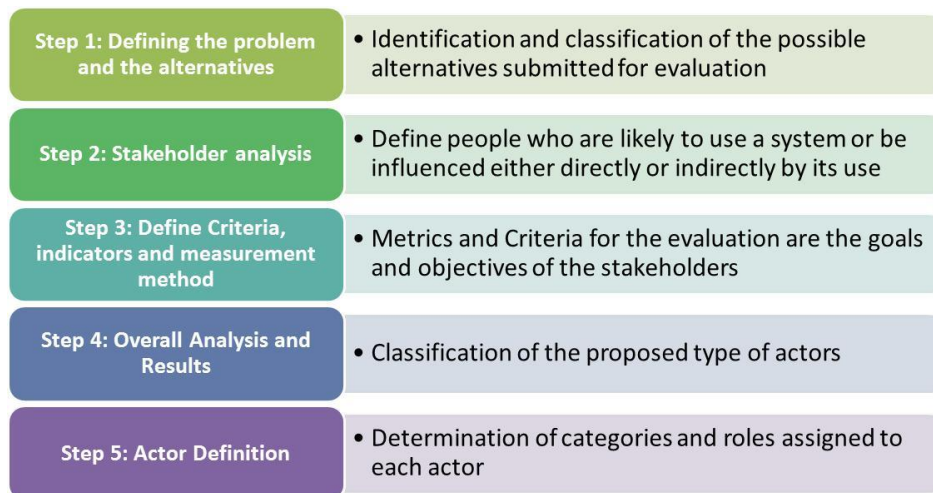 Step 1: Defining the problem
and the alternatives
• Identification and classification of the possible
alternatives submitted for evaluation
Step 2: Stakeholder analysis
• Define people who are likely to use a system or be
influenced either directly or indirectly by its use
Step 3: Define Criteria,
indicators and measurement
method
• Metrics and Criteria for the evaluation are the goals
and objectives of the stakeholders
Step 4: Overall Analysis and
Results
• Classification of the proposed type of actors
Step 5: Actor Definition
• Determination of categories and roles assigned to
each actor